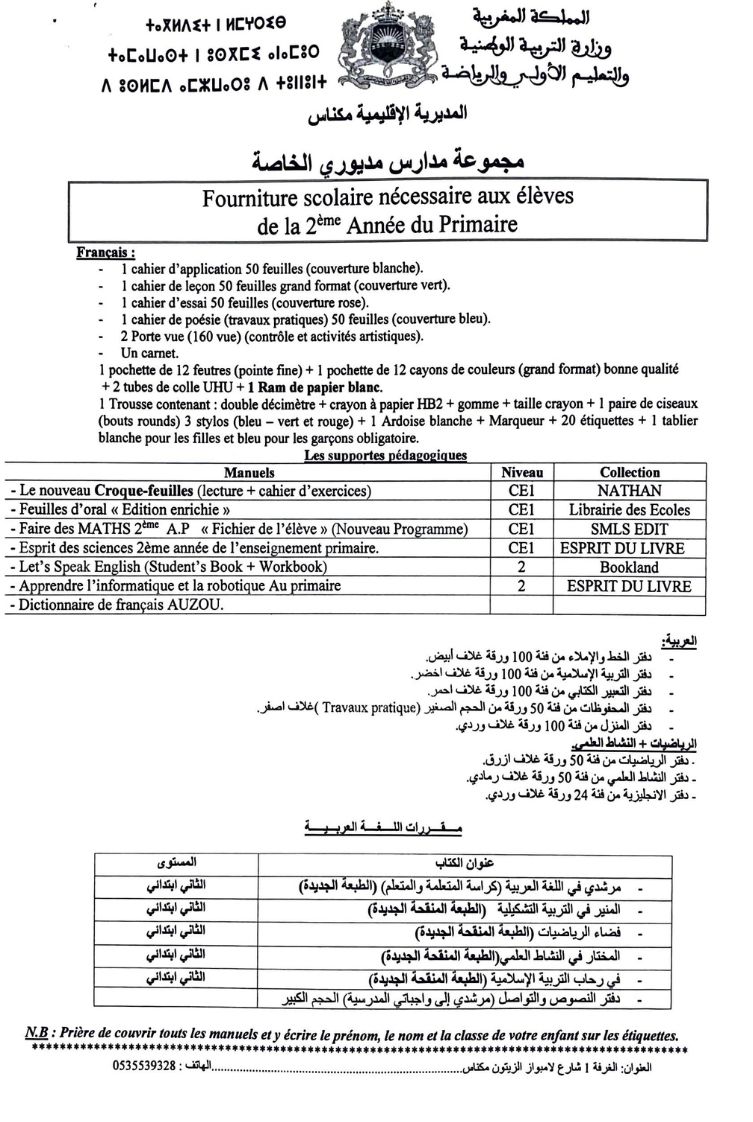 ⵜⴰⴳⵍⴷⵉⵜ ⵏ ⵍⵎⵖⵔⵉⴱ
ⵜⴰⵎⴰⵡⴰⵙⵜ ⵏ ⵓⵙⴳⵎⵉ ⴰⵏⴰⵎⵓⵔ
ⴷ ⵓⵙⵍⵎⴷ ⴰⵎⵣⵡⴰⵔⵓ ⴷ ⵜⵓⵏⵏⵓⵏⵜ
المملكة المغربية
وزارة التربية الوطنية
والتعليم الأولي والرياضة
المديرية الإقليمية مكناس
مجموعة مدارس مديوري الخاصة
Fourniture scolaire nécessaire aux élèves
de la 2ème Année du Primaire
Français :
- 1 cahier d'application 50 feuilles (couverture blanche).
- 1 cahier de leçon 50 feuilles grand format (couverture vert).
- 1 cahier d'essai 50 feuilles (couverture rose).
- 1 cahier de poésie (travaux pratiques) 50 feuilles (couverture bleu).
- 2 Porte vue (160 vue) (contrôle et activités artistiques).
- Un carnet.
1 pochette de 12 feutres (pointe fine) + 1 pochette de 12 cayons de couleurs (grand format) bonne qualité
+ 2 tubes de colle UHU + 1 Ram de papier blanc.
1 Trousse contenant : double décimètre + crayon à papier HB2 + gomme + taille crayon + 1 paire de ciseaux
(bouts rounds) 3 stylos (bleu – vert et rouge) + 1 Ardoise blanche + Marqueur + 20 étiquettes + 1 tablier
blanche pour les filles et bleu pour les garçons obligatoire.
Les supportes pédagogiques
Manuels Niveau Collection
- Le nouveau Croque-feuilles (lecture + cahier d'exercices) CE1 NATHAN
- Feuilles d'oral « Edition enrichie » CE1 Librairie des Ecoles
- Faire des MATHS 2ème A.P « Fichier de l'élève » (Nouveau Programme) CE1 SMLS EDIT
- Esprit des sciences 2ème année de l'enseignement primaire. CE1 ESPRIT DU LIVRE
- Let's Speak English (Student's Book + Workbook) 2 Bookland
- Apprendre l'informatique et la robotique Au primaire 2 ESPRIT DU LIVRE
- Dictionnaire de français AUZOU.
العربية:
- دفتر الخط والإملاء من فئة 100 ورقة غلاف أبيض.
- دفتر التربية الإسلامية من فئة 100 ورقة غلاف اخضر.
- دفتر التعبير الكتابي من فئة 100 ورقة غلاف احمر.
- دفتر المحفوظات من فئة 50 ورقة من الحجم الصغير (Travaux pratique )غلاف اصفر.
- دفتر المنزل من فئة 100 ورقة غلاف وردي.
الرياضيات + النشاط العلمي
- دفتر الرياضيات من فئة 50 ورقة غلاف ازرق.
- دفتر النشاط العلمي من فئة 50 ورقة غلاف رمادي.
- دفتر الانجليزية من فئة 24 ورقة غلاف وردي.
مقررات اللغة العربية
عنوان الكتاب المستوى
- مرشدي في اللغة العربية (كراسة المتعلمة والمتعلم) (الطبعة الجديدة) الثاني ابتدائي
- المنير في التربية التشكيلية (الطبعة المنقحة الجديدة) الثاني ابتدائي
- فضاء الرياضيات (الطبعة المنقحة الجديدة) الثاني ابتدائي
- المختار في النشاط العلمي(الطبعة المنقحة الجديدة) الثاني ابتدائي
- في رحاب التربية الإسلامية (الطبعة المنقحة الجديدة) الثاني ابتدائي
- دفتر النصوص والتواصل (مرشدي إلى واجباتي المدرسية) الحجم الكبير
N.B : Prière de couvrir touts les manuels et y écrire le prénom, le nom et la classe de votre enfant sur les étiquettes.
العنوان: الغرفة 1 شارع لامبواز الزيتون مكناس......الهاتف : 0535539328